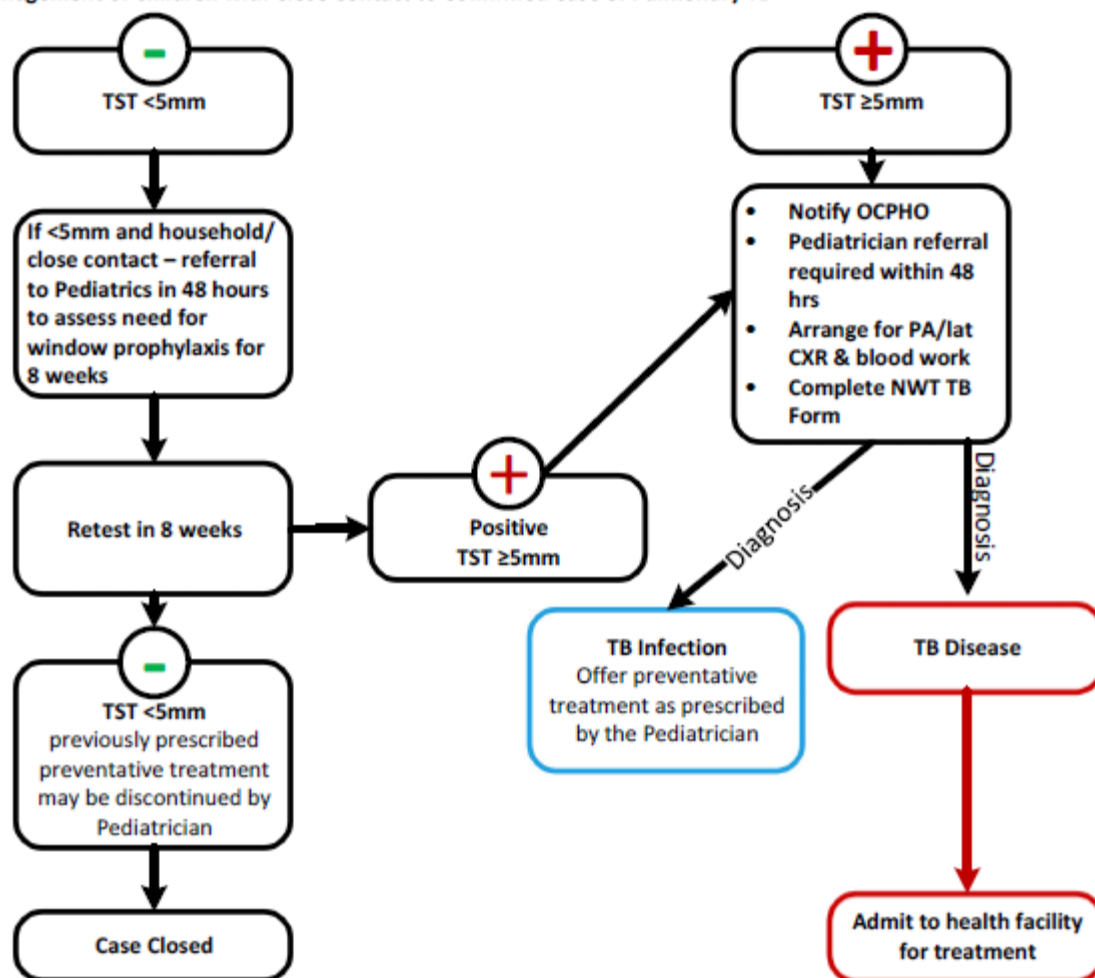 -
TST <5mm
If <5mm and household/
close contact – referral
to Pediatrics in 48 hours
to assess need for
window prophylaxis for
8 weeks
Retest in 8 weeks
-
TST <5mm
previously prescribed
preventative treatment
may be discontinued by
Pediatrician
Case Closed
+
Positive
TST ≥5mm
+
TST ≥5mm
• Notify OCPHO
• Pediatrician referral
required within 48
hrs
• Arrange for PA/lat
CXR & blood work
• Complete NWT TB
Form
Diagnosis
Diagnosis
TB Infection
Offer preventative
treatment as prescribed
by the Pediatrician
TB Disease
Admit to health facility
for treatment